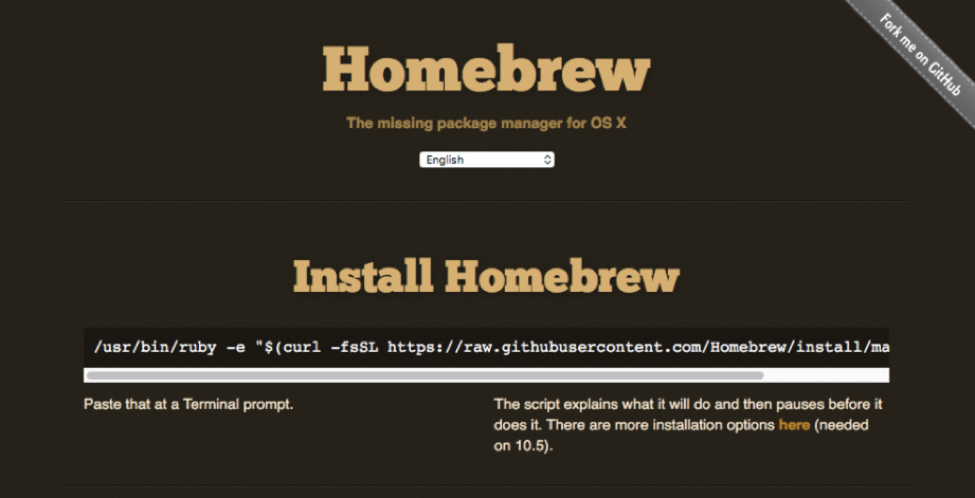 Fork me on GitHub
Homebrew
The missing package manager for OS X
English
Install Homebrew
/usr/bin/ruby -e "$(curl -fsSL https://raw.githubusercontent.com/Homebrew/install/ma
Paste that at a Terminal prompt.
The script explains what it will do and then pauses before it
does it. There are more installation options here (needed
on 10.5).